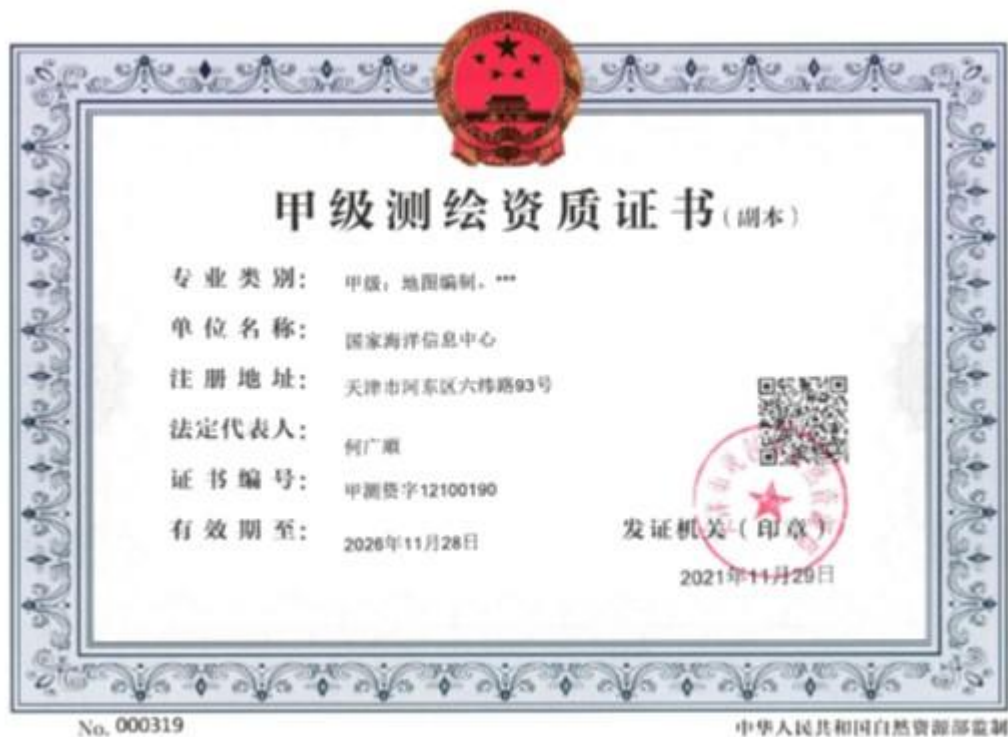 甲级测绘资质证书(副本)
专业类别： 甲级：地图编制、***
单位名称： 国家海洋信息中心
注册地址： 天津市河东区六纬路93号
法定代表人： 何广顺
证书编号： 甲测资字12100190
有效期至： 2026年11月28日
发证机关(印章)
2021年11月29日
No. 000319
中华人民共和国自然资源部监制